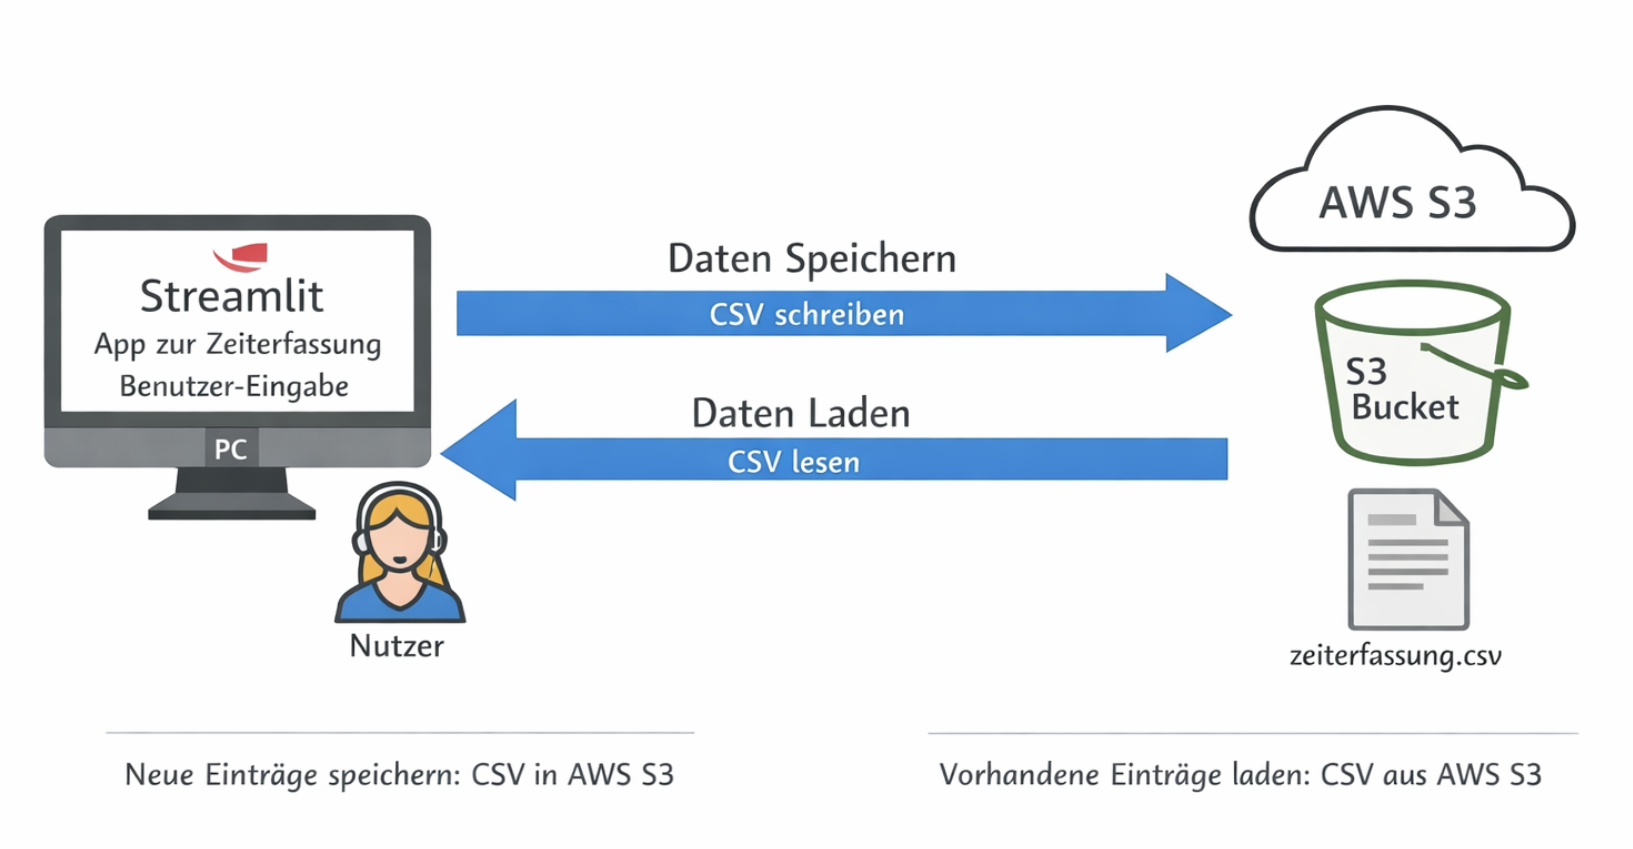 AWS S3
Streamlit
App zur Zeiterfassung
Benutzer-Eingabe
PC
Daten Speichern
CSV schreiben
Daten Laden
CSV lesen
S3
Bucket
Nutzer
zeiterfassung.csv
Neue Einträge speichern: CSV in AWS S3
Vorhandene Einträge laden: CSV aus AWS S3